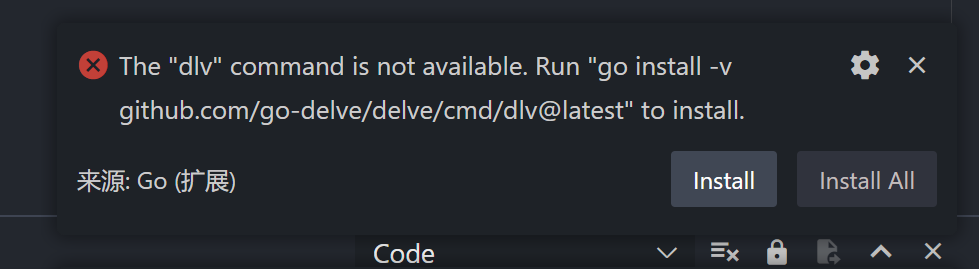 The "dlv" command is not available. Run "go install -v
github.com/go-delve/delve/cmd/dlv@latest" to install.
来源: Go (扩展)
Install
Install All
Code